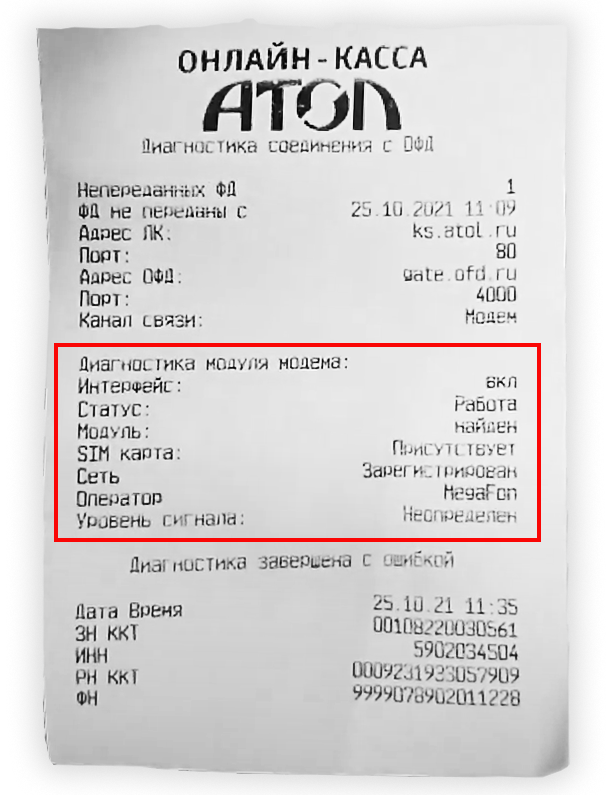 ОНЛАЙН-КАССА
АТОЛ
Диагностика соединения с ОФД
Непереданных ФД 1
ФД не переданы с 25.10.2021 11:09
Адрес ЛК: ks.atol.ru
Порт: 80
Адрес ОФД: gate.ofd.ru
Порт: 4000
Канал связи: Модем
Диагностика модуля модема:
Интерфейс: вкл
Статус: Работа
Модуль: найден
SIM карта: Присутствует
Сеть Зарегистрирован
Оператор MegaFon
Уровень сигнала: Неопределен
Диагностика завершена с ошибкой
Дата Время 25.10.21 11:35
ЗН ККТ 00108220030561
ИНН 5902034504
РН ККТ 0009231933057909
ФН 9999078902011228